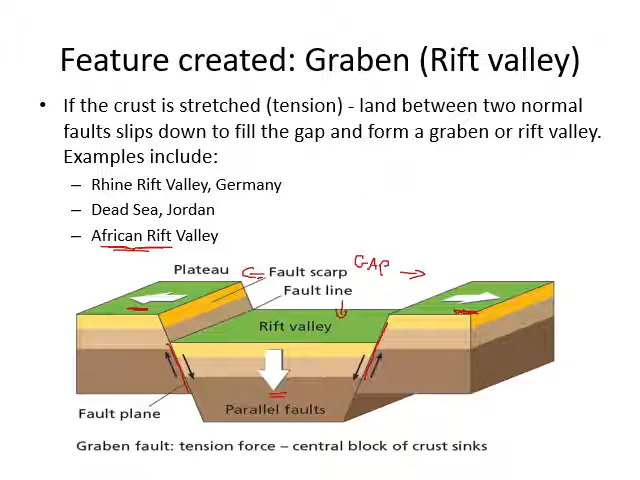 Feature created: Graben (Rift valley)
• If the crust is stretched (tension) - land between two normal
faults slips down to fill the gap and form a graben or rift valley.
Examples include:
– Rhine Rift Valley, Germany
– Dead Sea, Jordan
– African Rift Valley
GAP
Plateau
Fault scarp
Fault line
Rift valley
Fault plane
Parallel faults
Graben fault: tension force – central block of crust sinks